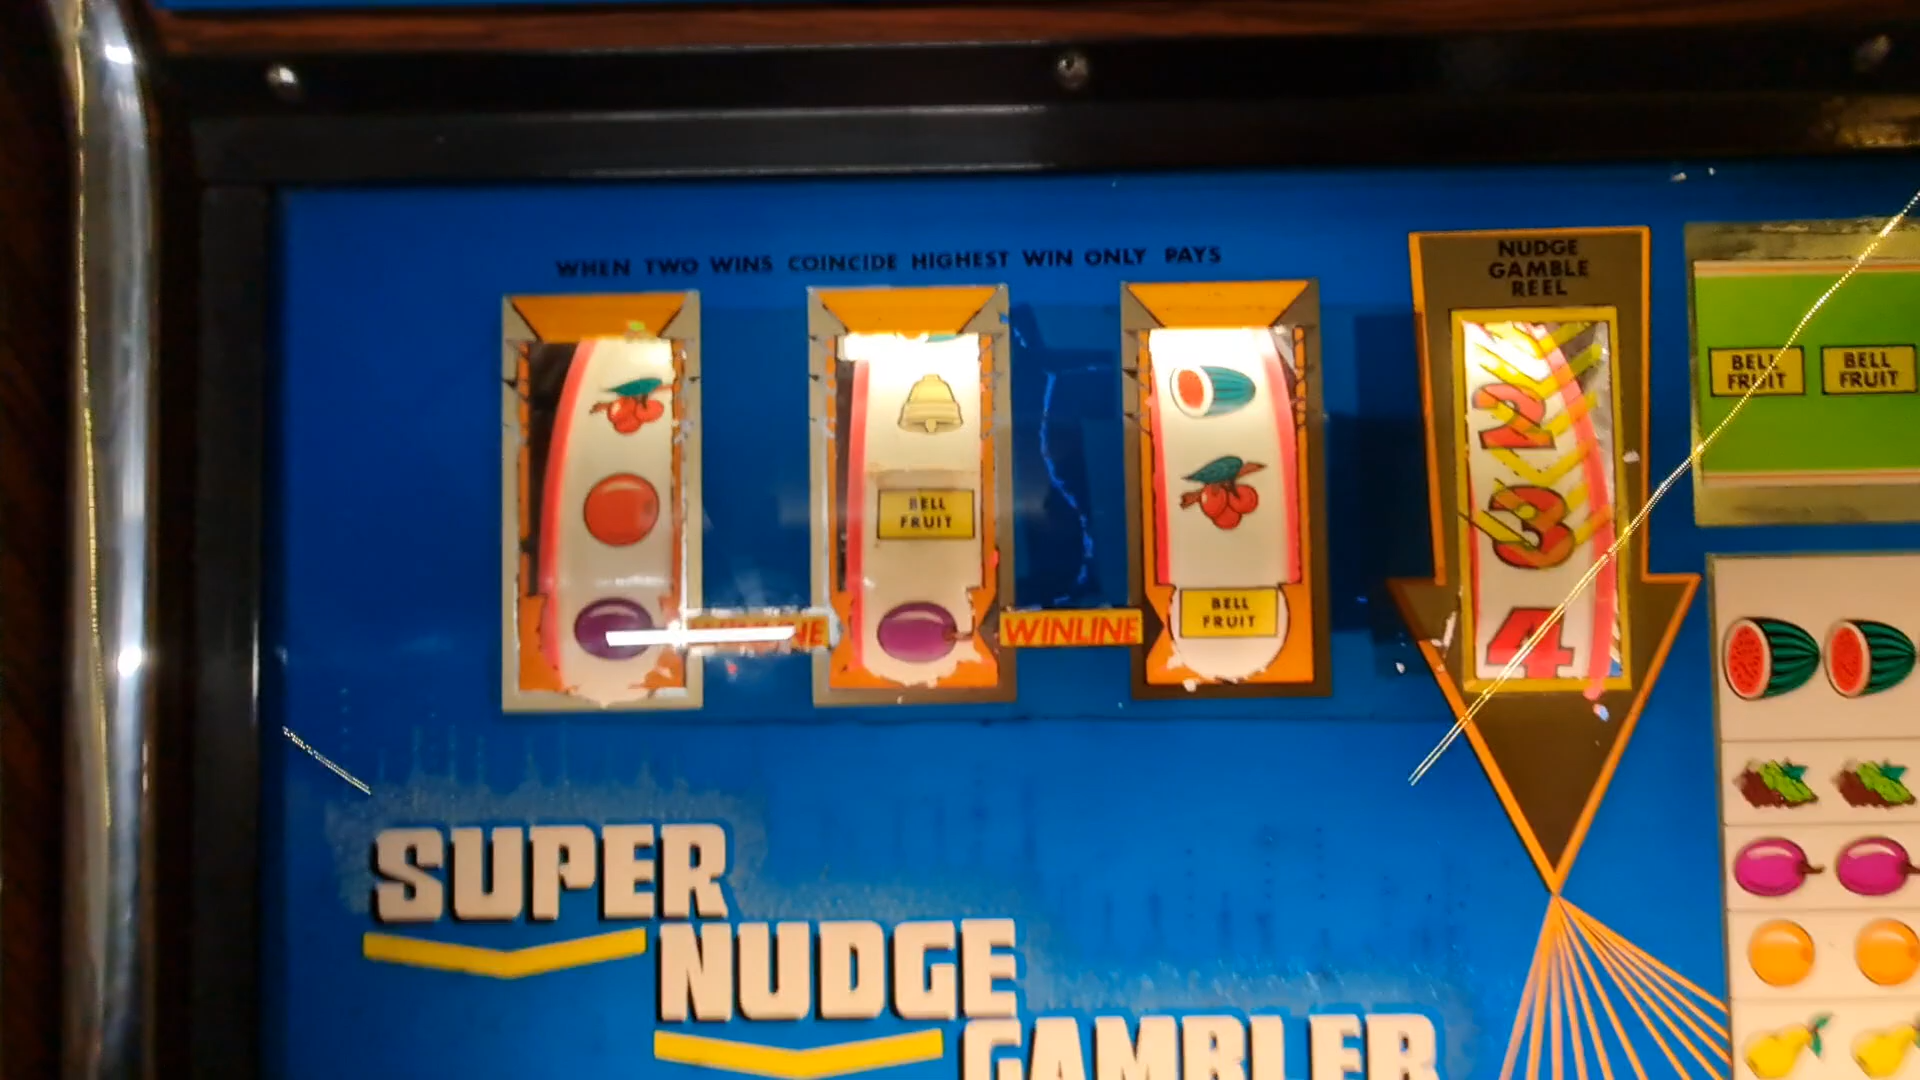 WHEN TWO WINS COINCIDE HIGHEST WIN ONLY PAYS
NUDGE
GAMBLE
REEL
BELL
FRUIT
BELL
FRUIT
2
BELL
FRUIT
3
BELL
FRUIT
WINLINE
4
SUPER
NUDGE
GAMBLER